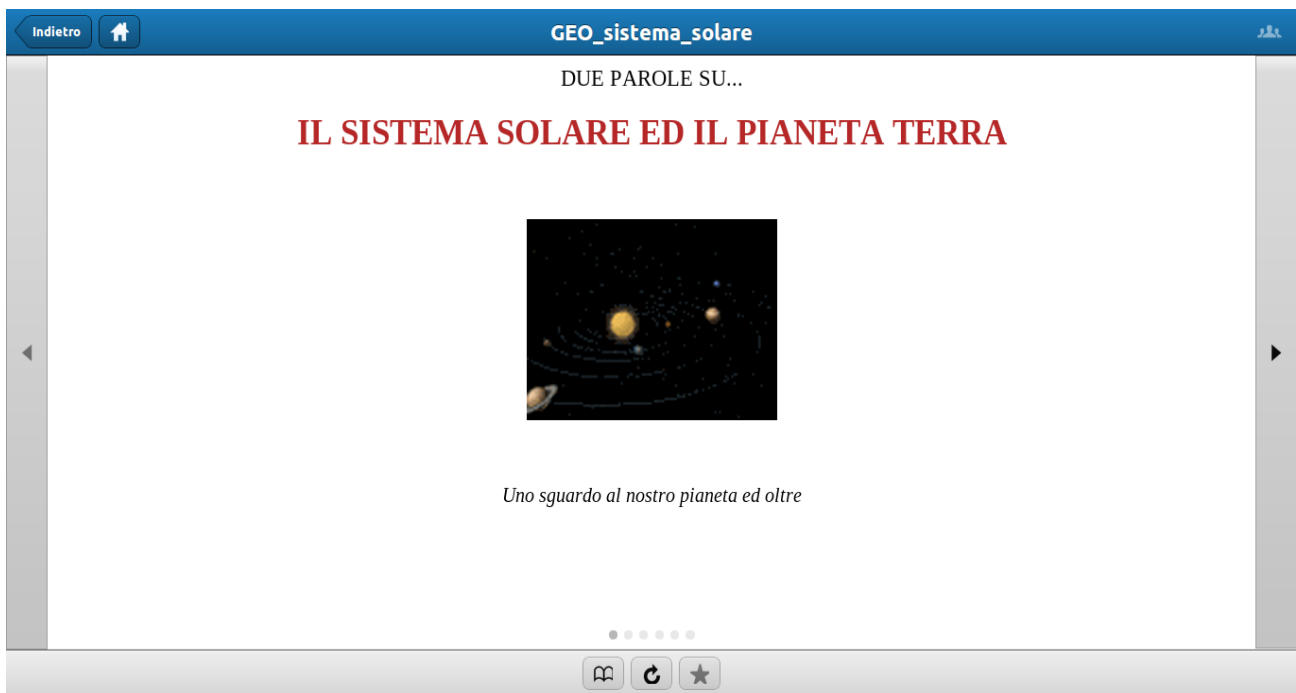 Indietro
GEO_sistema_solare
DUE PAROLE SU...
IL SISTEMA SOLARE ED IL PIANETA TERRA
Uno sguardo al nostro pianeta ed oltre